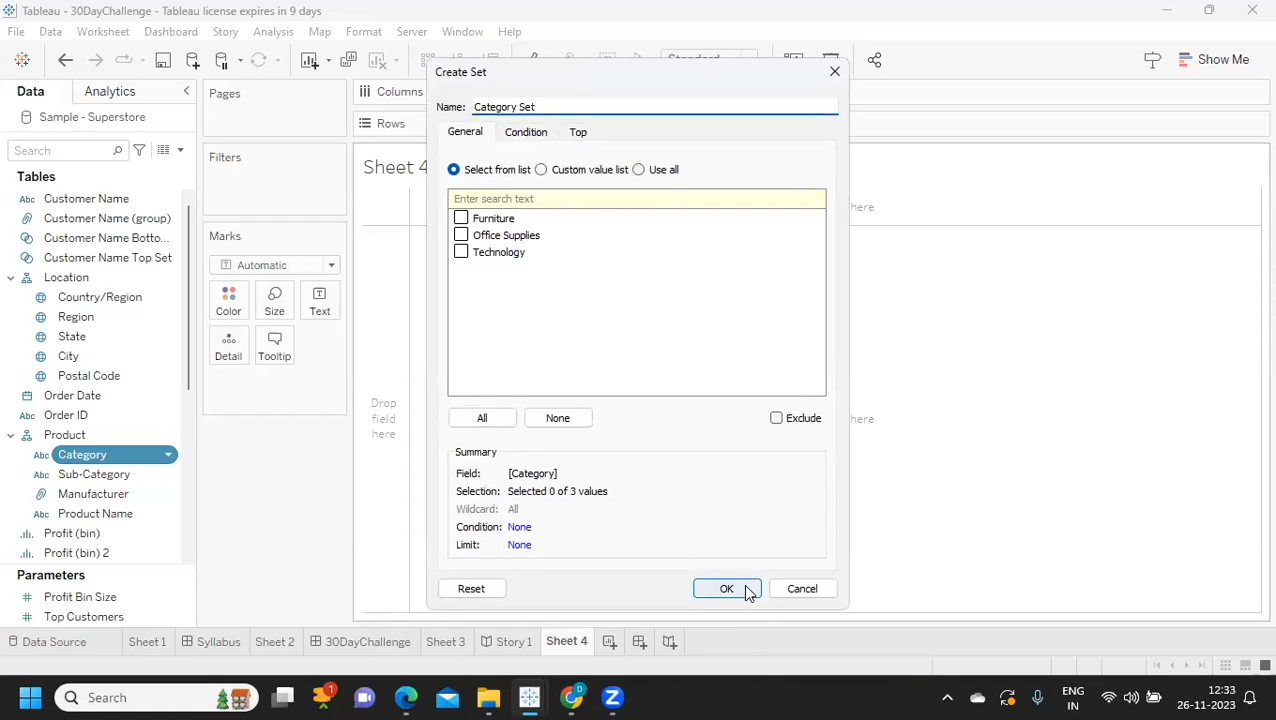 Tableau - 30DayChallenge - Tableau license expires in 9 days
File Data Worksheet Dashboard Story Analysis Map Format Server Window Help
Standard
Show Me
Data Analytics
Sample - Superstore
Search
Tables
Abc Customer Name
Customer Name (group)
Customer Name Botto...
Customer Name Top Set
Location
Country/Region
Region
State
City
Postal Code
Order Date
Abc Order ID
Product
Abc Category
Abc Sub-Category
Manufacturer
Abc Product Name
Profit (bin)
Profit (bin) 2
Parameters
# Profit Bin Size
# Top Customers
Pages
Filters
Marks
Automatic
Color Size Text
Detail Tooltip
Columns
Rows
Sheet 4
Drop
field
here
here
here
Create Set
Name: Category Set
General Condition Top
Select from list Custom value list Use all
Enter search text
Furniture
Office Supplies
Technology
All None Exclude
Summary
Field: [Category]
Selection: Selected 0 of 3 values
Wildcard: All
Condition: None
Limit: None
Reset OK Cancel
Data Source Sheet 1 Syllabus Sheet 2 30DayChallenge Sheet 3 Story 1 Sheet 4
Search
1
D
Z
ENG
IN
12:33
26-11-2023